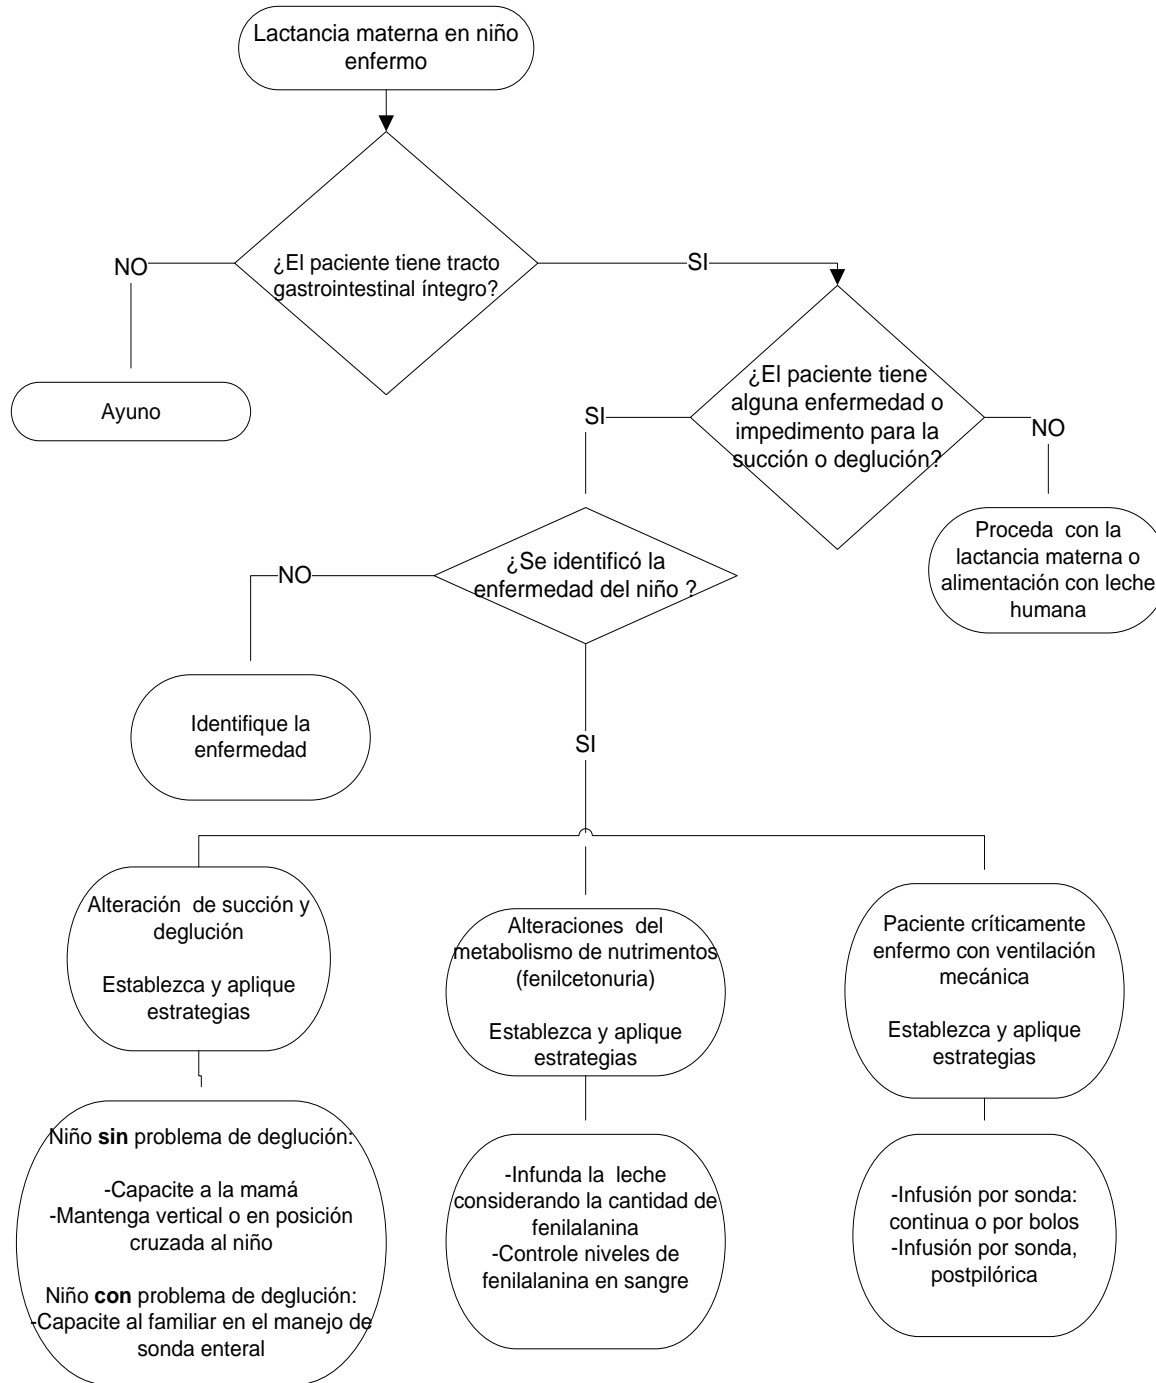 Lactancia materna en niño
enfermo
¿El paciente tiene tracto
gastrointestinal íntegro?
NO
SI
Ayuno
¿El paciente tiene
alguna enfermedad o
impedimento para la
succión o deglución?
SI
NO
Proceda con la
lactancia materna o
alimentación con leche
humana
¿Se identificó la
enfermedad del niño ?
NO
Identifique la
enfermedad
SI
Alteración de succión y
deglución
Establezca y aplique
estrategias
Alteraciones del
metabolismo de nutrimentos
(fenilcetonuria)
Establezca y aplique
estrategias
Paciente críticamente
enfermo con ventilación
mecánica
Establezca y aplique
estrategias
Niño sin problema de deglución:
-Capacite a la mamá
-Mantenga vertical o en posición
cruzada al niño
Niño con problema de deglución:
-Capacite al familiar en el manejo de
sonda enteral
-Infunda la leche
considerando la cantidad de
fenilalanina
-Controle niveles de
fenilalanina en sangre
-Infusión por sonda:
continua o por bolos
-Infusión por sonda,
postpilórica